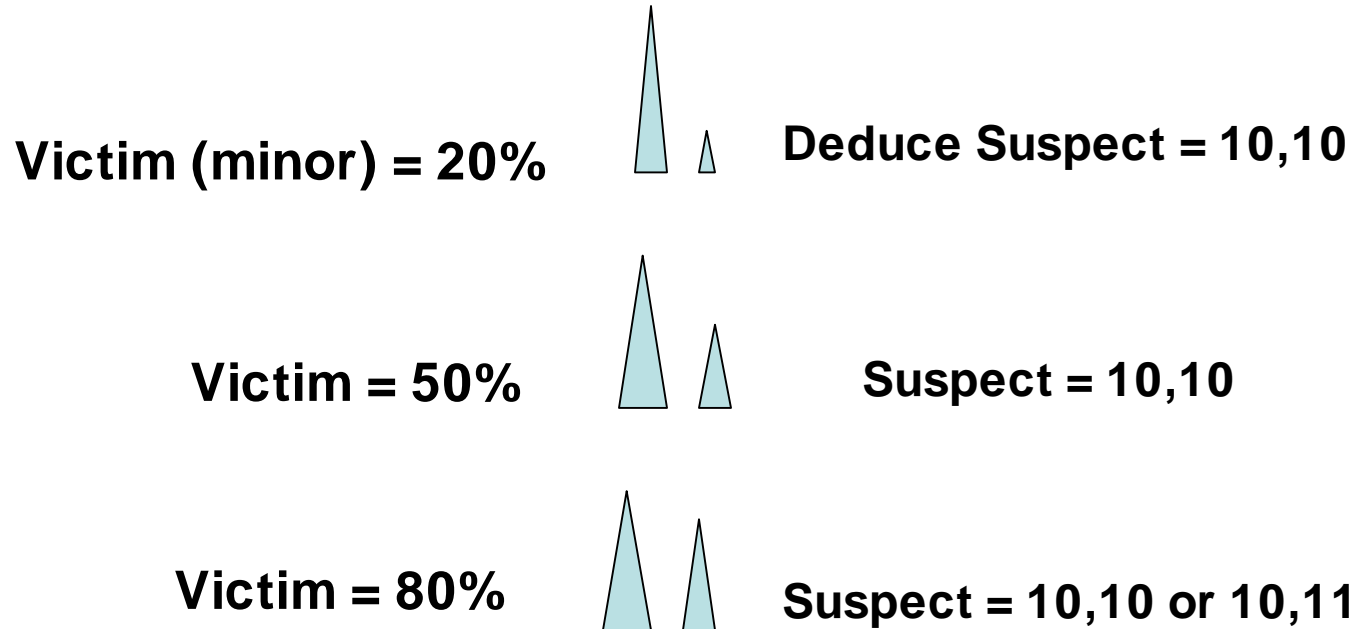 Victim (minor) = 20%
Deduce Suspect = 10,10
Victim = 50%
Suspect = 10,10
Victim = 80%
Suspect = 10,10 or 10,11